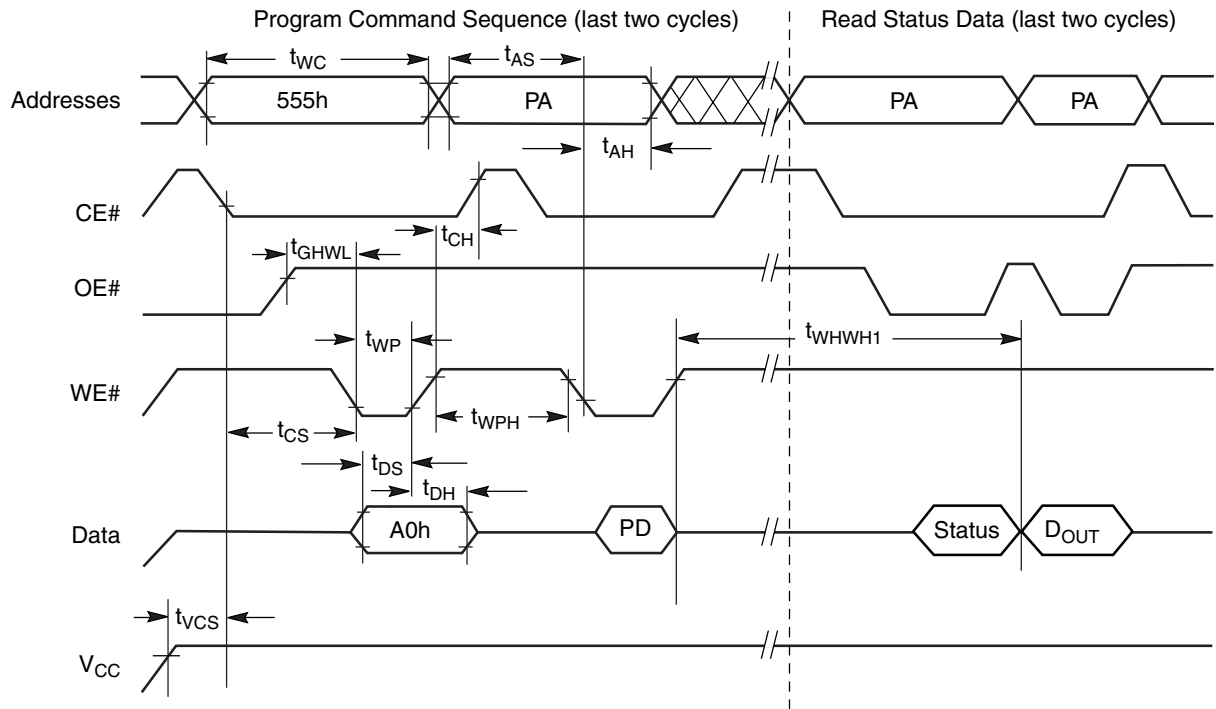 Program Command Sequence (last two cycles)
Read Status Data (last two cycles)
tWC
tAS
Addresses
555h
PA
PA
PA
tAH
CE#
tCH
tGHWL
OE#
tWP
tWHWH1
WE#
tWPH
tCS
tDS
tDH
Data
A0h
PD
Status
DOUT
tVCS
VCC